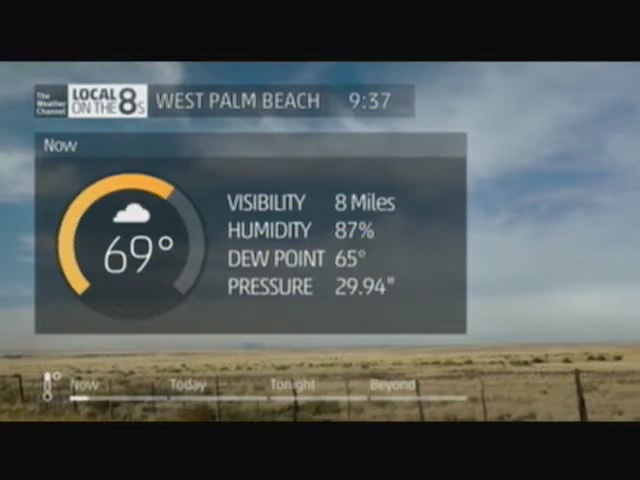 The Weather Channel
LOCAL ON THE 8s
WEST PALM BEACH 9:37
Now
69°
VISIBILITY 8 Miles
HUMIDITY 87%
DEW POINT 65°
PRESSURE 29.94"
Now Today Tonight Beyond